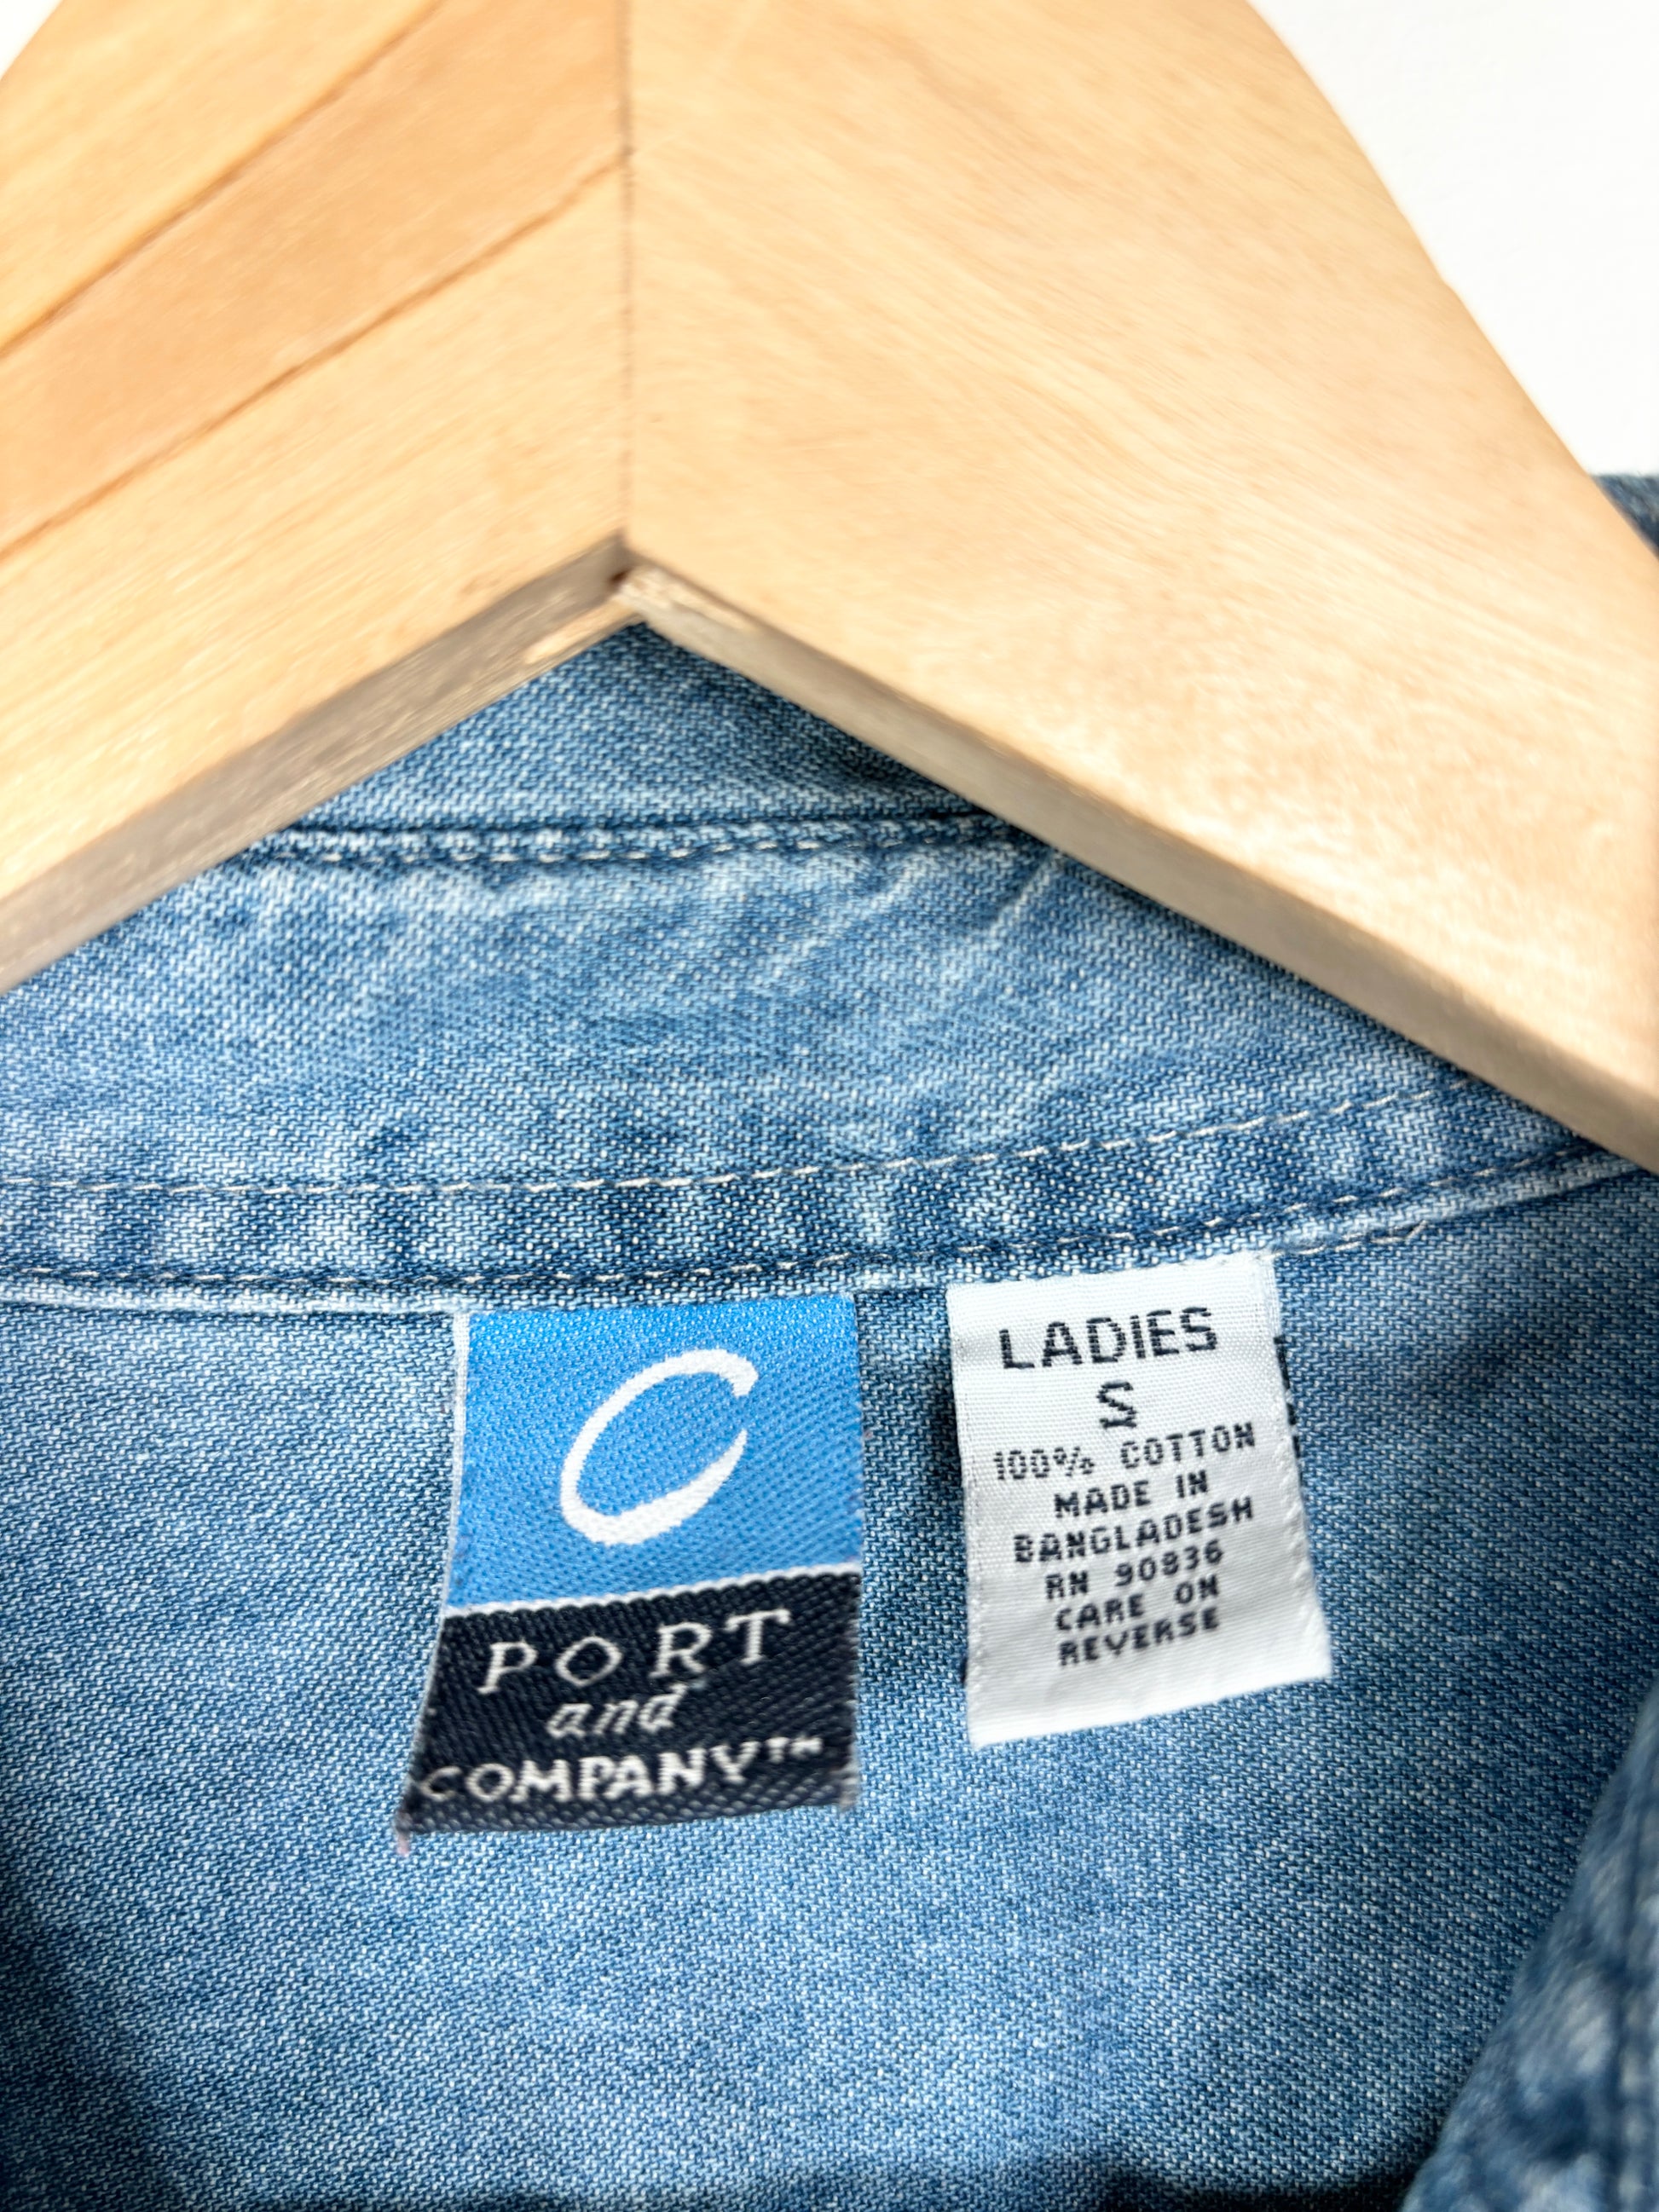 C
PORT
and
COMPANY™
LADIES
S
100% COTTON
MADE IN
BANGLADESH
RN 90836
CARE ON
REVERSE